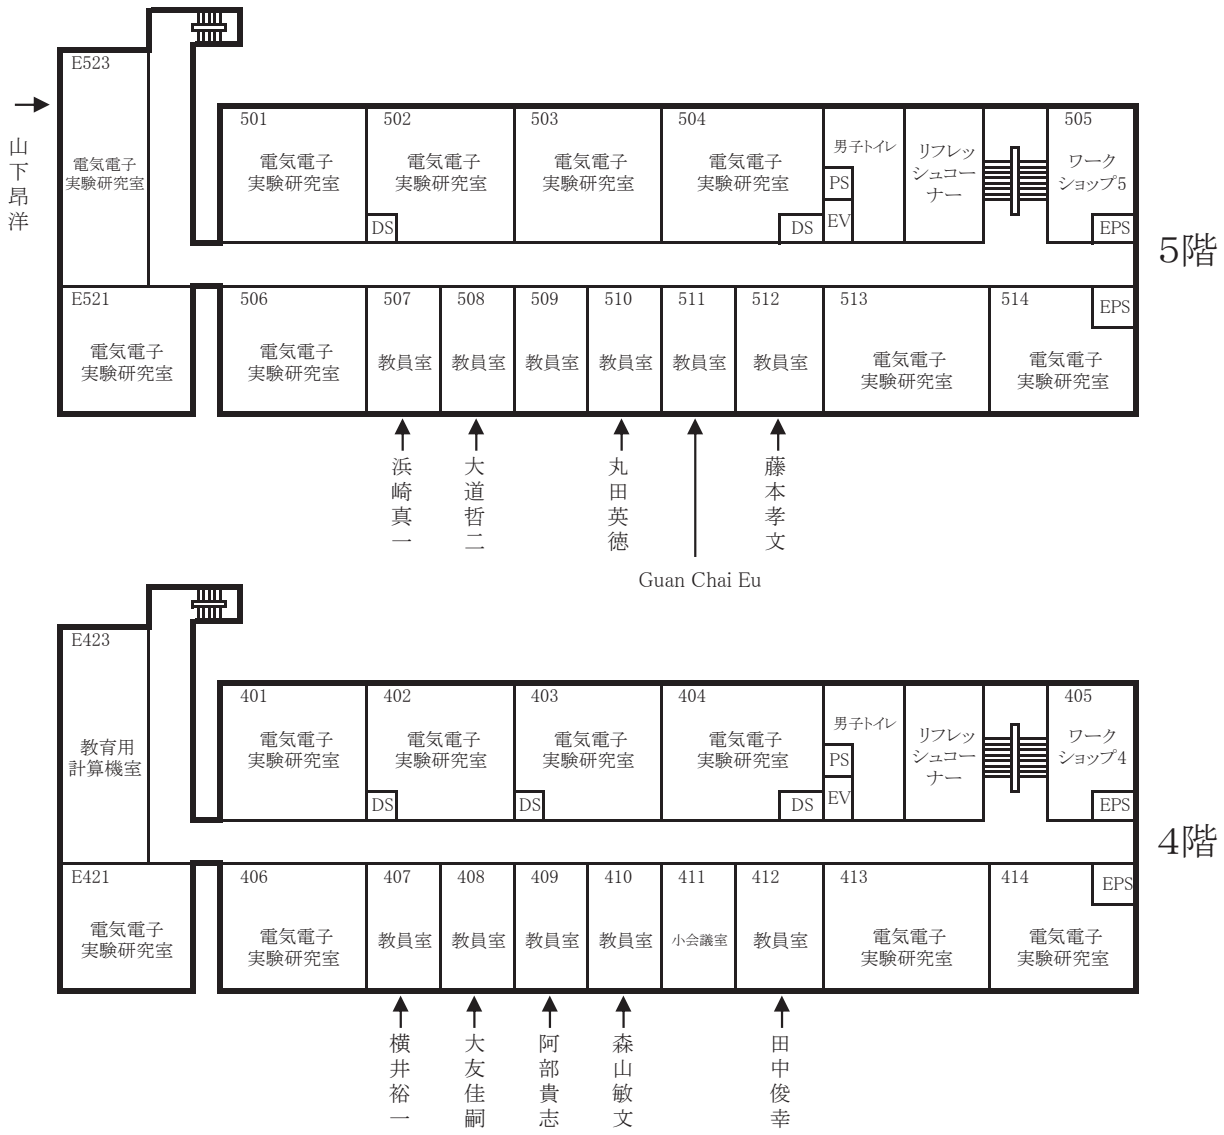 E523
電気電子
実験研究室
山下昂洋
501
電気電子
実験研究室
502
電気電子
実験研究室
DS
503
電気電子
実験研究室
504
電気電子
実験研究室
DS
男子トイレ
PS
EV
リフレッ
シュコー
ナー
505
ワーク
ショップ5
EPS
5階
E521
電気電子
実験研究室
506
電気電子
実験研究室
507
教員室
508
教員室
509
教員室
510
教員室
511
教員室
512
教員室
513
電気電子
実験研究室
514
電気電子
実験研究室
EPS
浜崎真一
大道哲二
丸田英徳
Guan Chai Eu
藤本孝文
E423
教育用
計算機室
401
電気電子
実験研究室
402
電気電子
実験研究室
DS
403
電気電子
実験研究室
DS
404
電気電子
実験研究室
DS
男子トイレ
PS
EV
リフレッ
シュコー
ナー
405
ワーク
ショップ4
EPS
4階
E421
電気電子
実験研究室
406
電気電子
実験研究室
407
教員室
408
教員室
409
教員室
410
教員室
411
小会議室
412
教員室
413
電気電子
実験研究室
414
電気電子
実験研究室
EPS
横井裕一
大友佳嗣
阿部貴志
森山敏文
田中俊幸